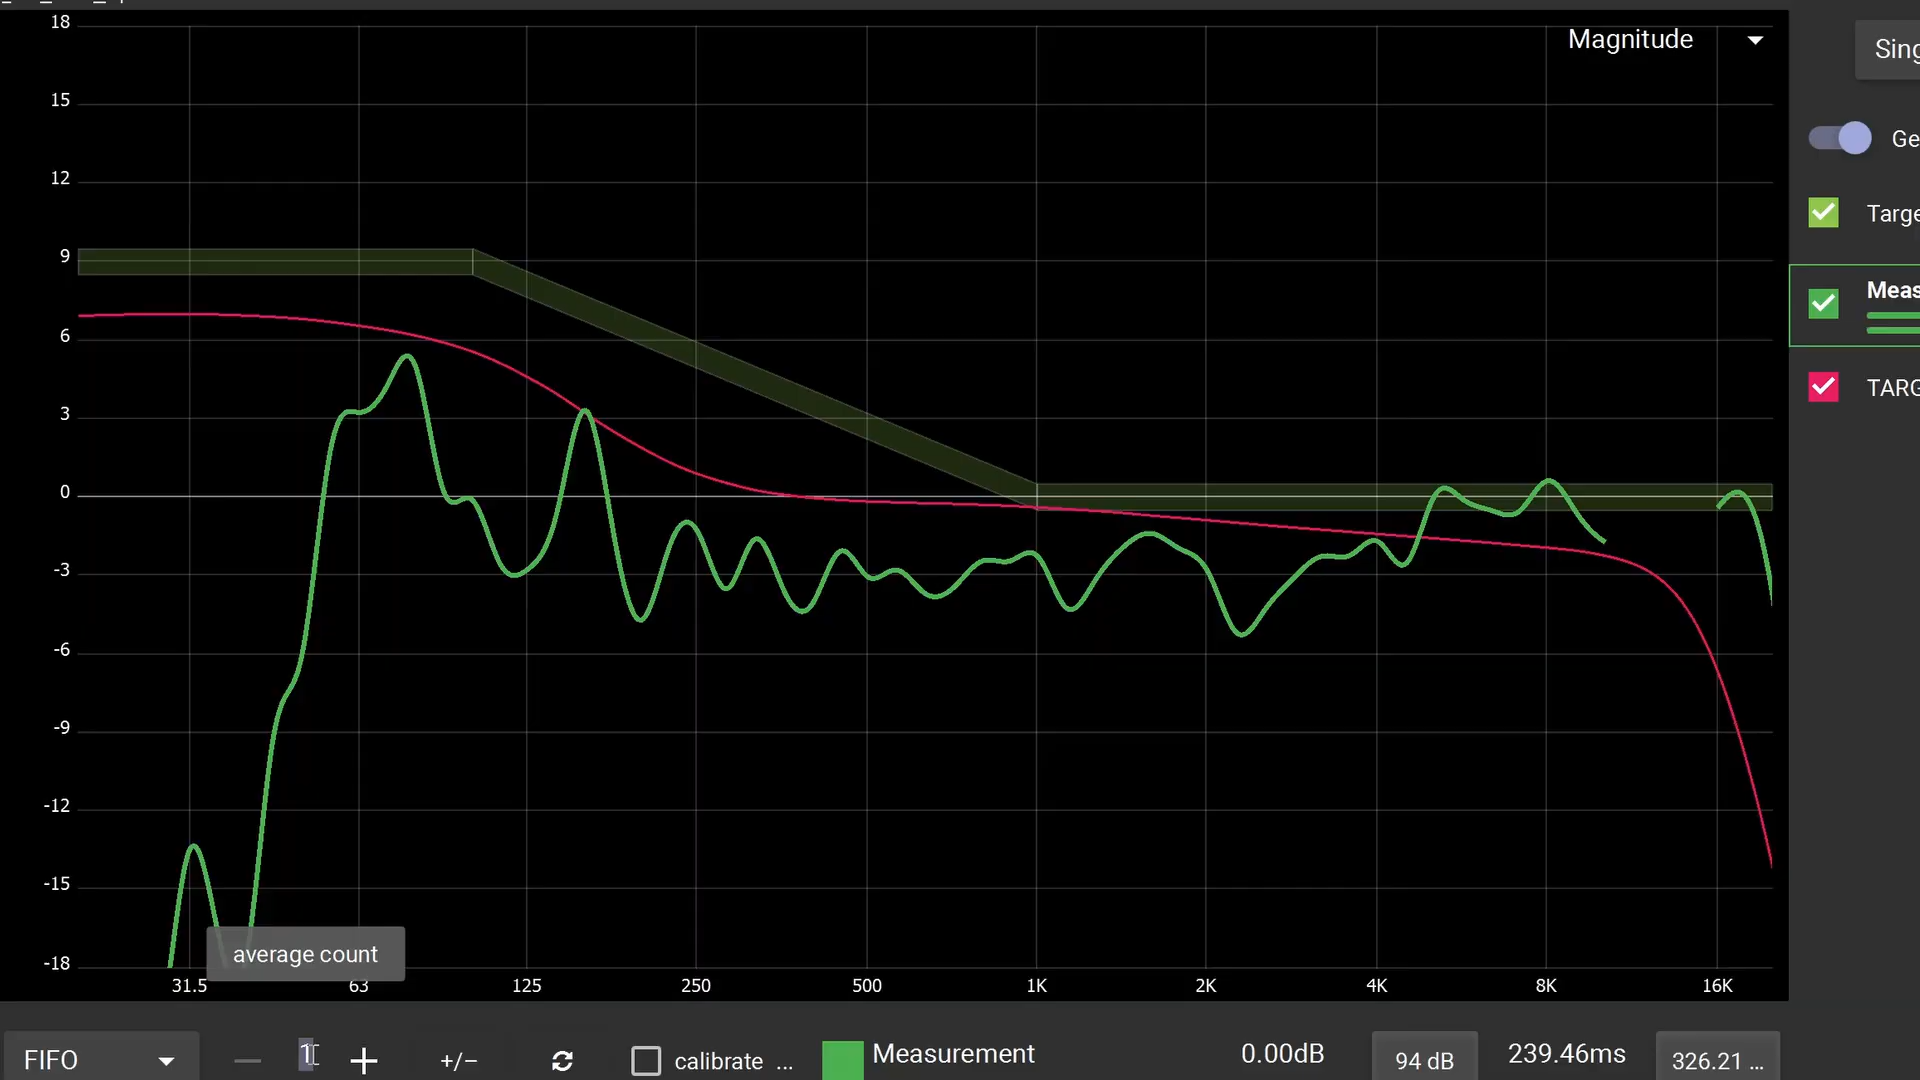 18
Magnitude
Sing
15
12
Ge
Targe
9
Meas
6
TARG
3
0
-3
-6
-9
-12
-15
average count
-18
31.5 63 125 250 500 1K 2K 4K 8K 16K
FIFO 1 +/− calibrate ... Measurement 0.00dB 94 dB 239.46ms 326.21 ...